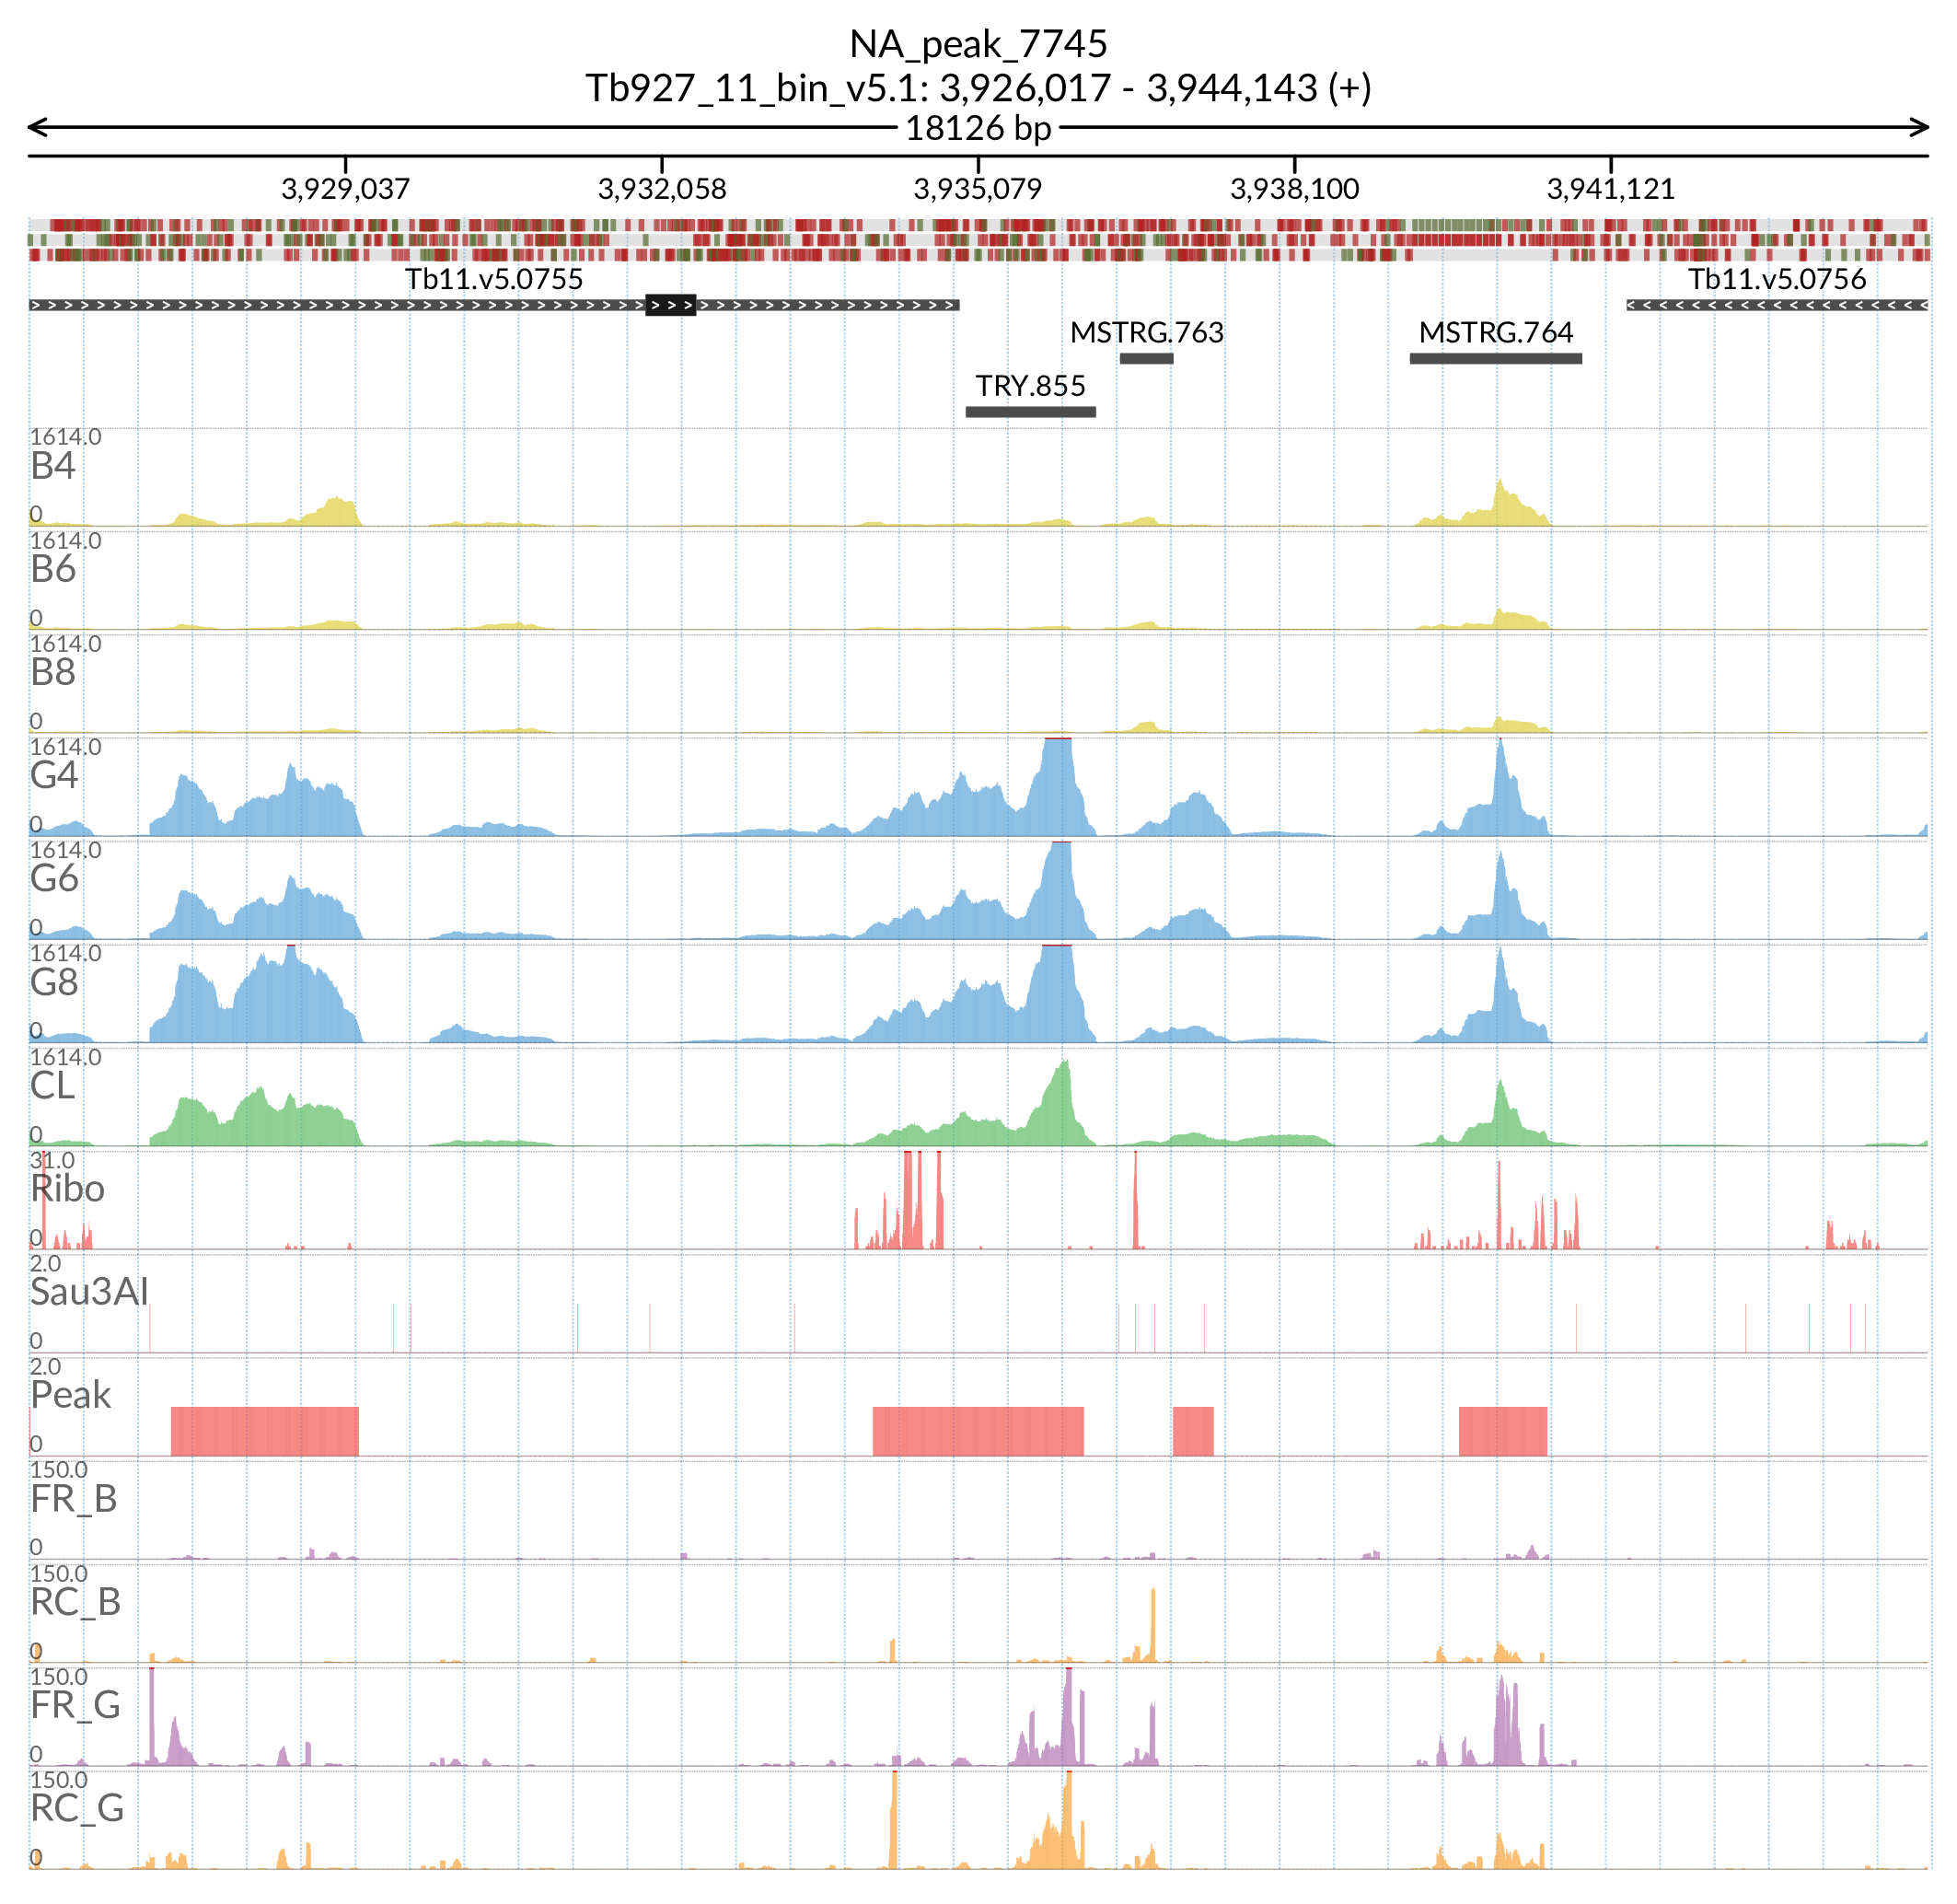 NA_peak_7745
Tb927_11_bin_v5.1: 3,926,017 - 3,944,143 (+)
18126 bp
3,929,037 3,932,058 3,935,079 3,938,100 3,941,121
Tb11.v5.0755 Tb11.v5.0756
MSTRG.763 MSTRG.764
TRY.855
1614.0
B4
0
1614.0
B6
0
1614.0
B8
0
1614.0
G4
0
1614.0
G6
0
1614.0
G8
0
1614.0
CL
0
31.0
Ribo
0
2.0
Sau3AI
0
2.0
Peak
0
150.0
FR_B
0
150.0
RC_B
0
150.0
FR_G
0
150.0
RC_G
0